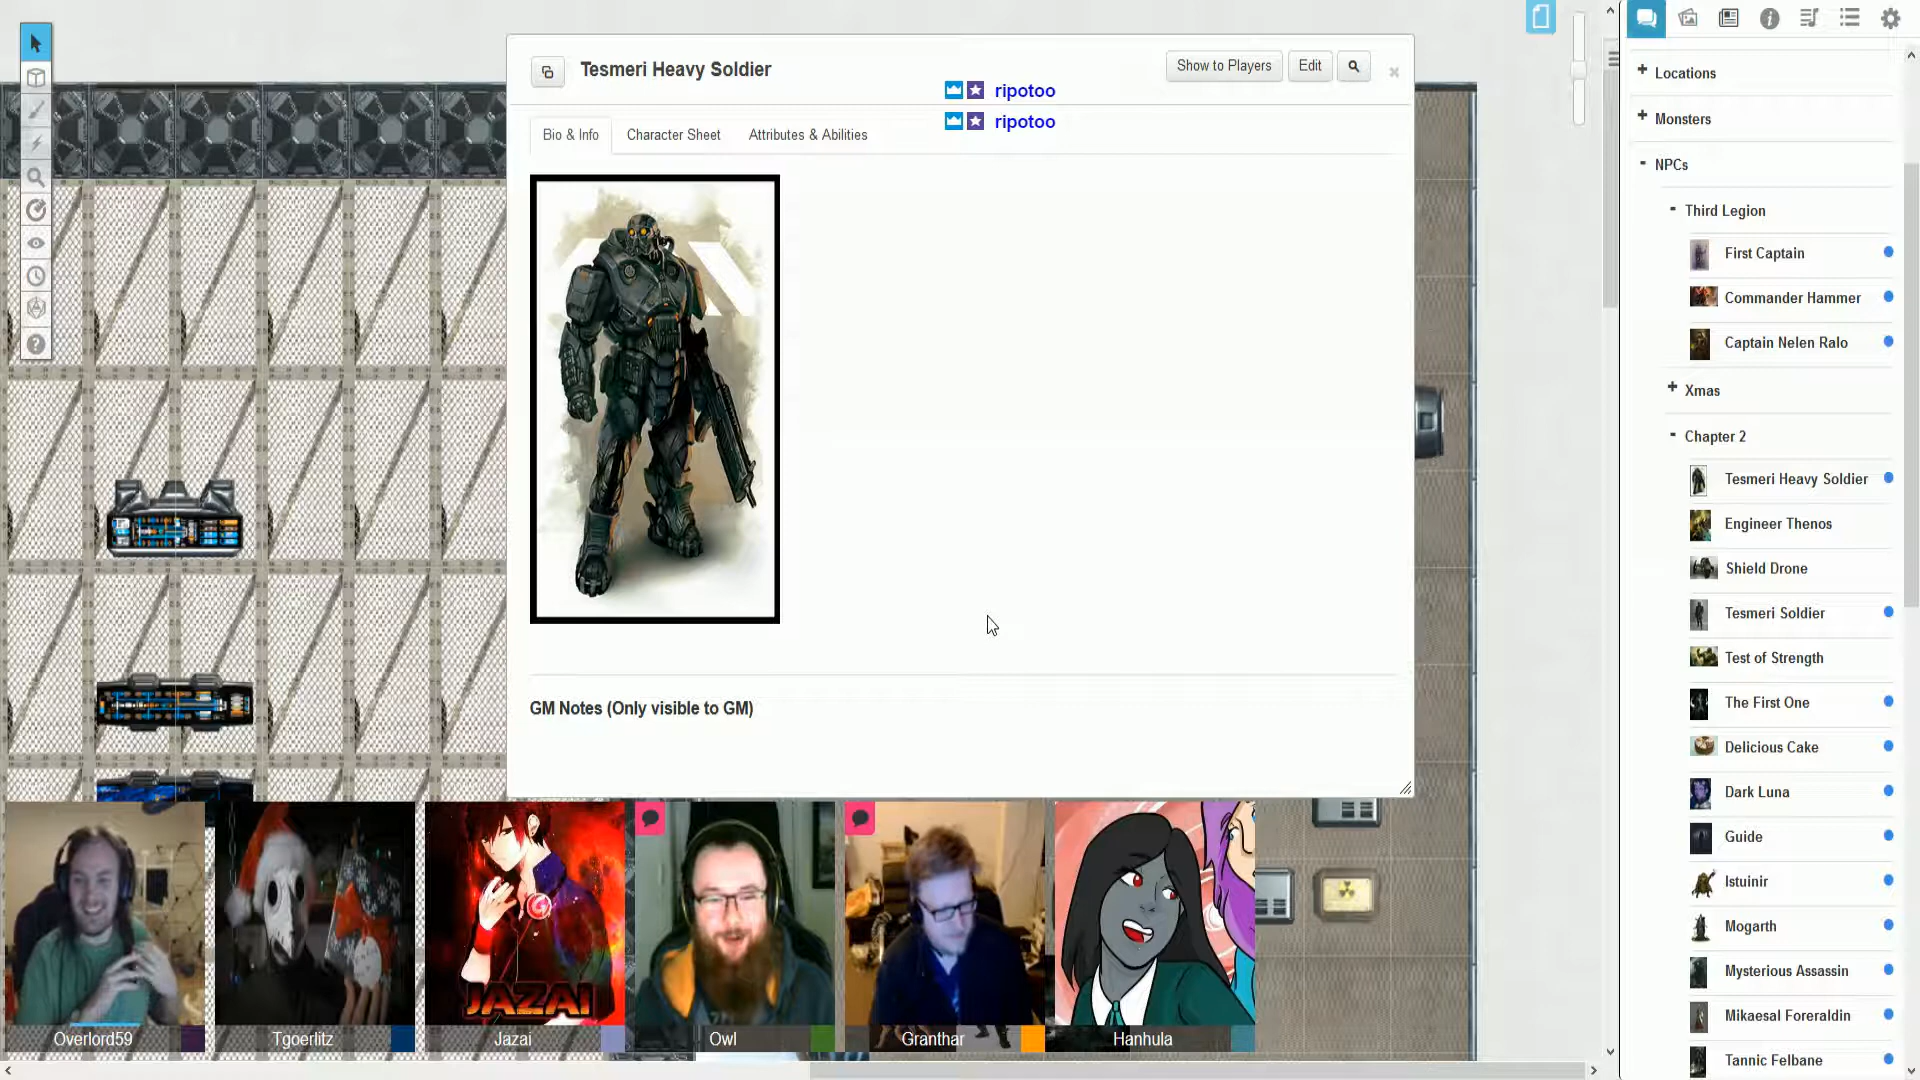 Tesmeri Heavy Soldier
Show to Players
Edit
ripotoo
ripotoo
Bio & Info
Character Sheet
Attributes & Abilities
GM Notes (Only visible to GM)
Locations
Monsters
NPCs
Third Legion
First Captain
Commander Hammer
Captain Nelen Ralo
Xmas
Chapter 2
Tesmeri Heavy Soldier
Engineer Thenos
Shield Drone
Tesmeri Soldier
Test of Strength
The First One
Delicious Cake
Dark Luna
Guide
Istuinir
Mogarth
Mysterious Assassin
Mikaesal Foreraldin
Tannic Felbane
JAZAI
Overlord59
Tgoerlitz
Jazai
Owl
Granthar
Hanhula